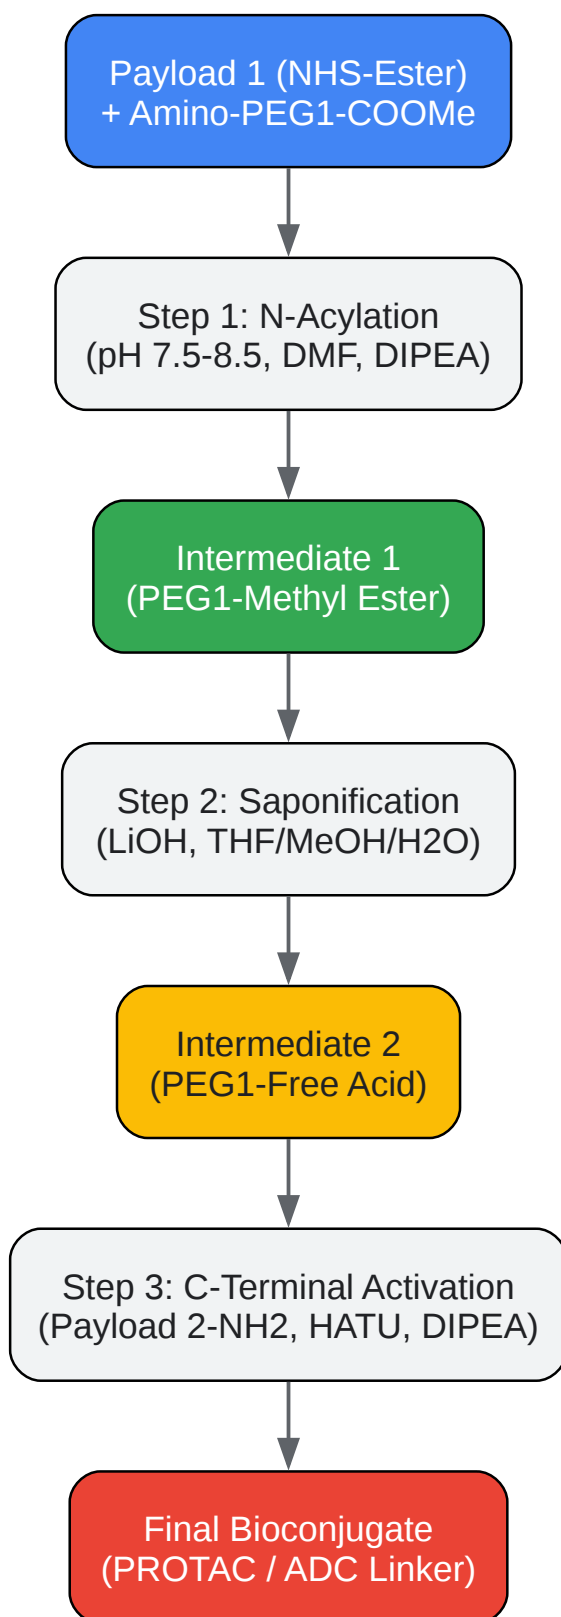 Payload 1 (NHS-Ester)
+ Amino-PEG1-COOMe
Step 1: N-Acylation
(pH 7.5-8.5, DMF, DIPEA)
Intermediate 1
(PEG1-Methyl Ester)
Step 2: Saponification
(LiOH, THF/MeOH/H2O)
Intermediate 2
(PEG1-Free Acid)
Step 3: C-Terminal Activation
(Payload 2-NH2, HATU, DIPEA)
Final Bioconjugate
(PROTAC / ADC Linker)